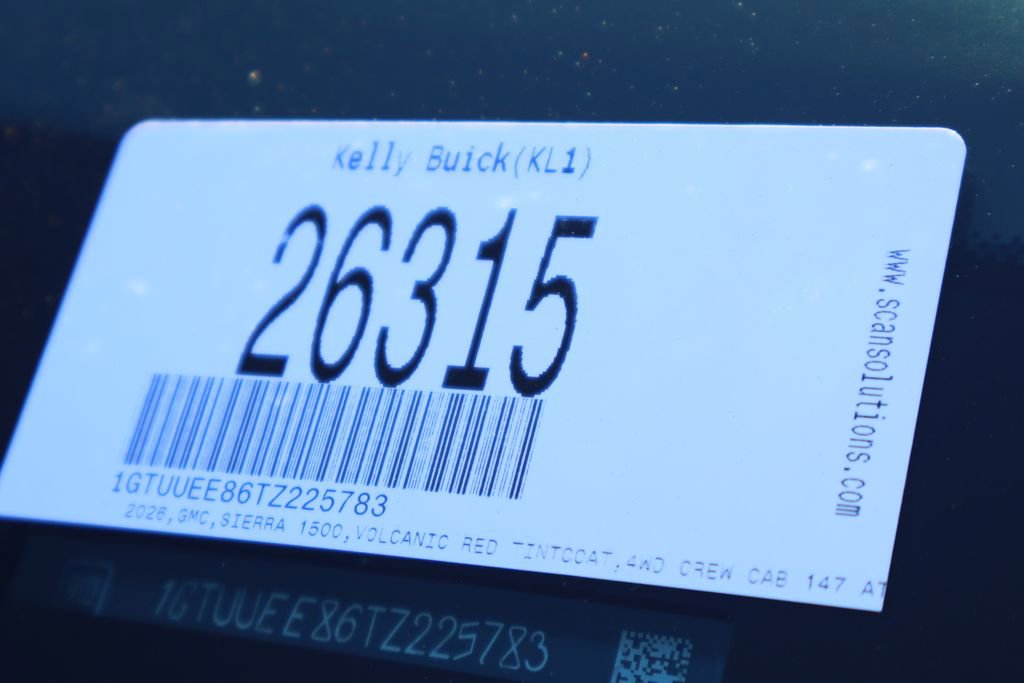 Kelly Buick(KL1)
26315
www.scansolutions.com
1GTUUEE86TZ225783
2026,GMC,SIERRA 1500,VOLCANIC RED TINTCOAT,4WD CREW CAB 147 AT
1GTUUEE86TZ225783